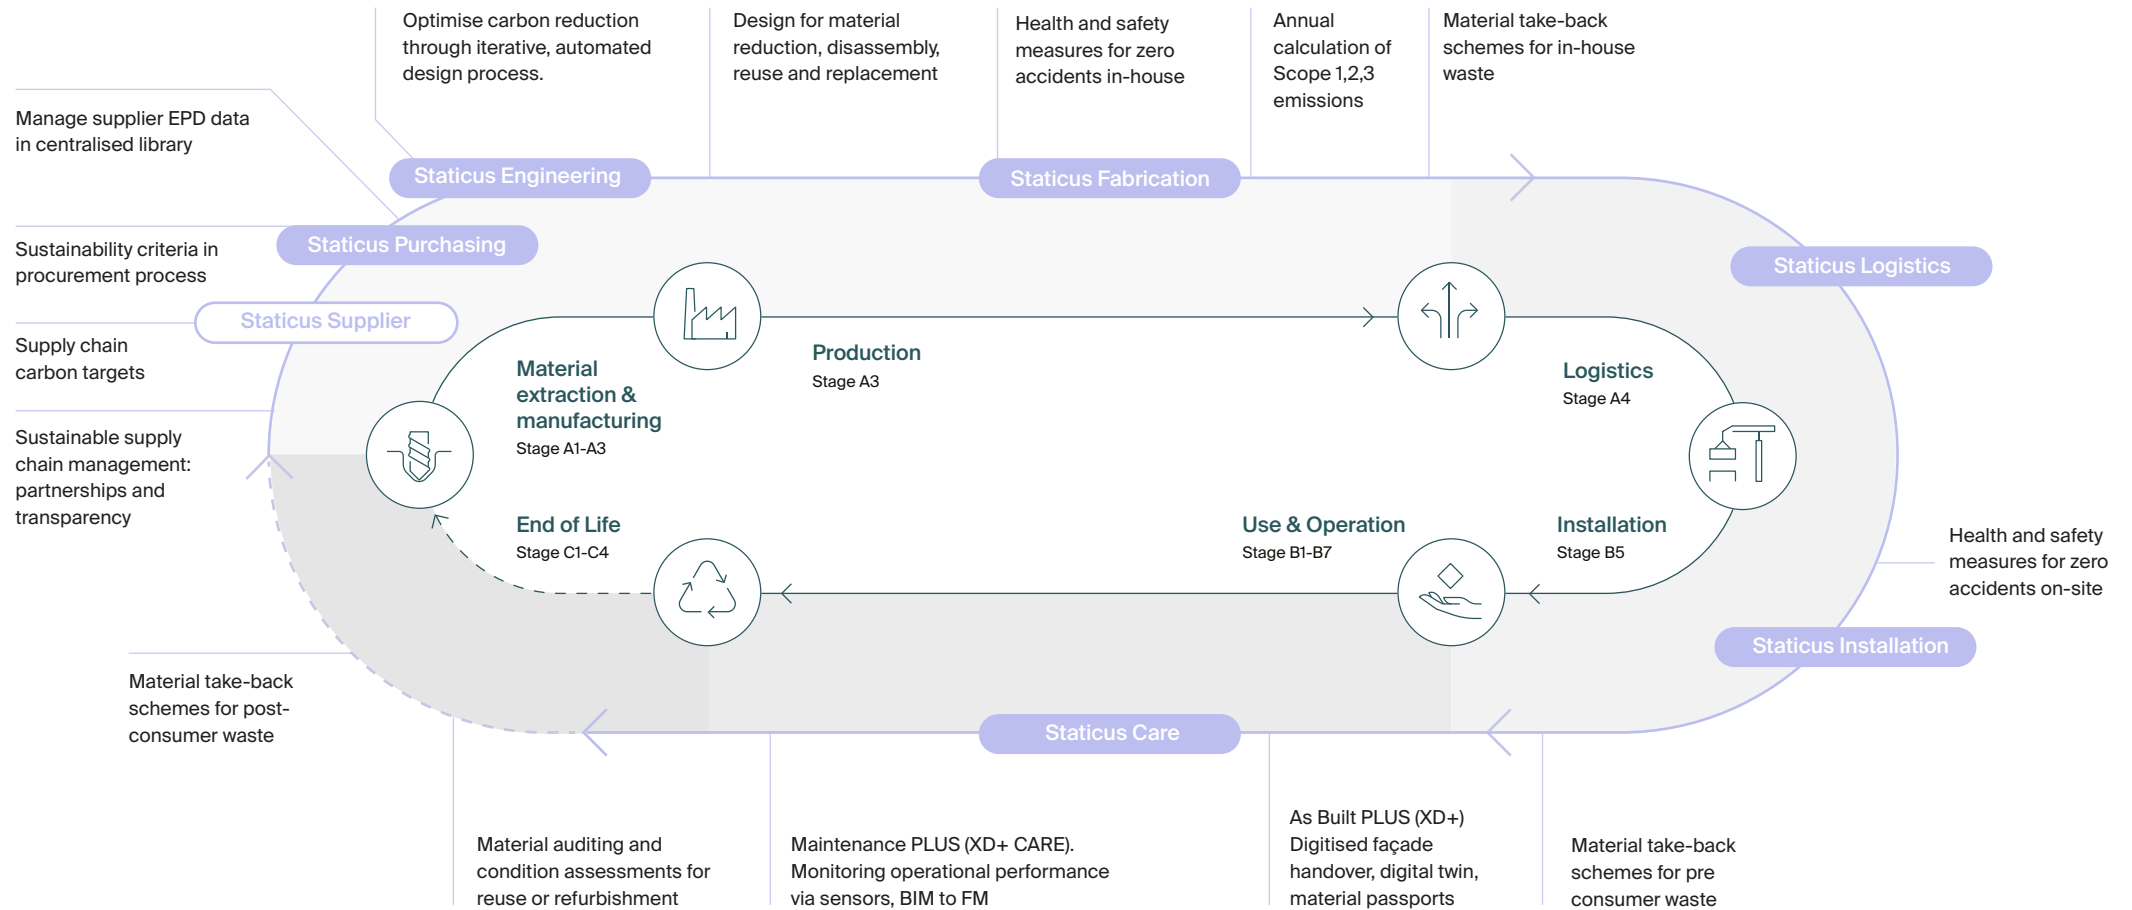 Optimise carbon reduction
through iterative, automated
design process.
Design for material
reduction, disassembly,
reuse and replacement
Health and safety
measures for zero
accidents in-house
Annual
calculation of
Scope 1,2,3
emissions
Material take-back
schemes for in-house
waste
Manage supplier EPD data
in centralised library
Staticus Engineering
Staticus Fabrication
Staticus Purchasing
Sustainability criteria in
procurement process
Staticus Logistics
Staticus Supplier
Supply chain
carbon targets
Material
extraction &
manufacturing
Stage A1-A3
Production
Stage A3
Logistics
Stage A4
Sustainable supply
chain management:
partnerships and
transparency
End of Life
Stage C1-C4
Use & Operation
Stage B1-B7
Installation
Stage B5
Health and safety
measures for zero
accidents on-site
Staticus Installation
Material take-back
schemes for post-
consumer waste
Staticus Care
Material auditing and
condition assessments for
reuse or refurbishment
Maintenance PLUS (XD+ CARE).
Monitoring operational performance
via sensors, BIM to FM
As Built PLUS (XD+)
Digitised façade
handover, digital twin,
material passports
Material take-back
schemes for pre
consumer waste